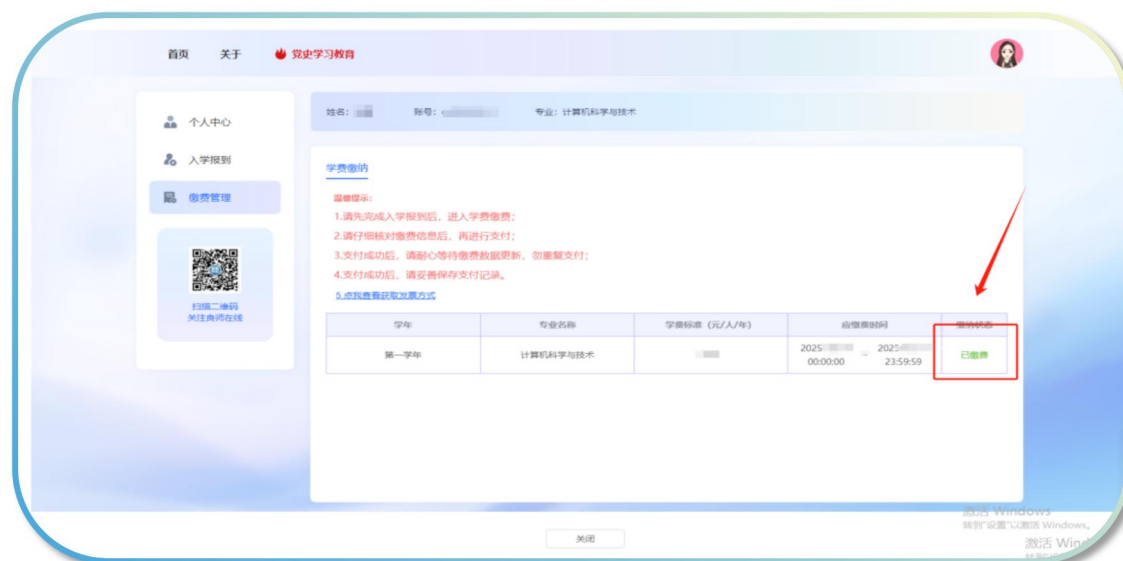 首页 关于 党史学习教育
个人中心
入学报到
缴费管理
扫描二维码
关注良师在线
姓名: 账号: 专业: 计算机科学与技术
学费缴纳
温馨提示:
1.请先完成入学报到后，进入学费缴费;
2.请仔细核对缴费信息后，再进行支付;
3.支付成功后，请耐心等待缴费数据更新，勿重复支付;
4.支付成功后，请妥善保存支付记录。
5.点我查看获取发票方式
学年 专业名称 学费标准（元/人/年） 应缴费时间 缴纳状态
第一学年 计算机科学与技术 2025 ~ 2025 已缴费
00:00:00 23:59:59
关闭
激活 Windows
转到"设置"以激活 Windows。
激活 Wind